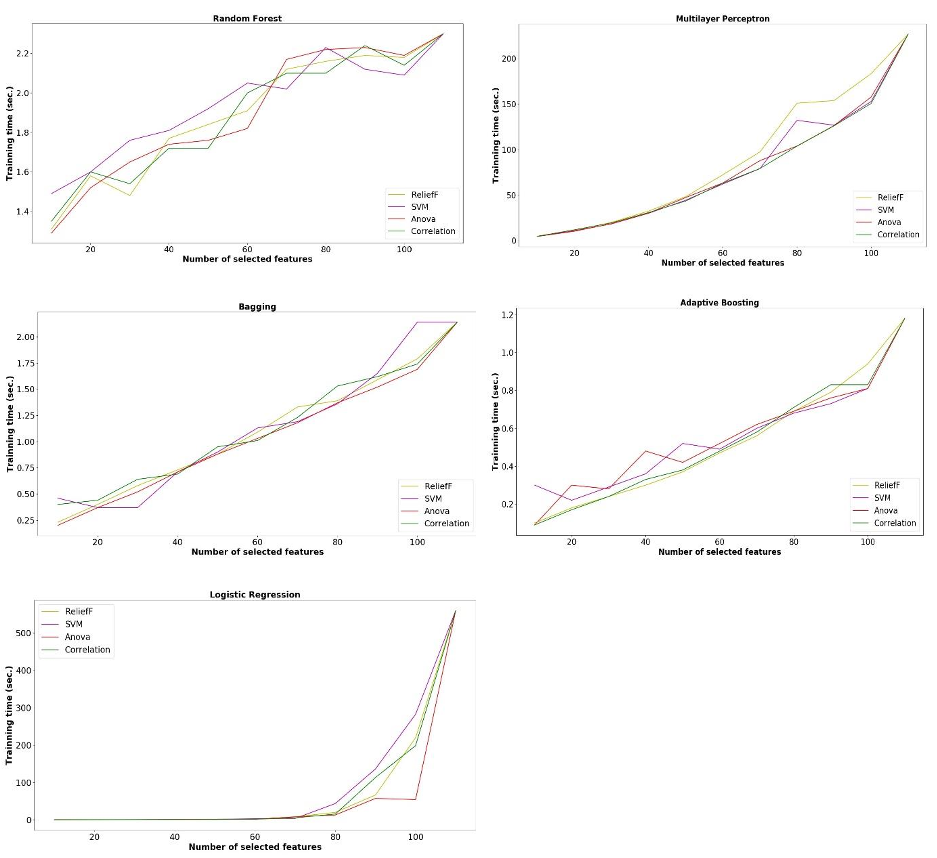 Random Forest
Trainning time (sec.)
2.2
2.0
1.8
1.6
1.4
20
40
60
80
100
Number of selected features
ReliefF
SVM
Anova
Correlation
Multilayer Perceptron
Trainning time (sec.)
200
150
100
50
0
20
40
60
80
100
Number of selected features
ReliefF
SVM
Anova
Correlation
Bagging
Trainning time (sec.)
2.00
1.75
1.50
1.25
1.00
0.75
0.50
0.25
20
40
60
80
100
Number of selected features
ReliefF
SVM
Anova
Correlation
Adaptive Boosting
Trainning time (sec.)
1.2
1.0
0.8
0.6
0.4
0.2
20
40
60
80
100
Number of selected features
ReliefF
SVM
Anova
Correlation
Logistic Regression
Trainning time (sec.)
500
400
300
200
100
0
20
40
60
80
100
Number of selected features
ReliefF
SVM
Anova
Correlation